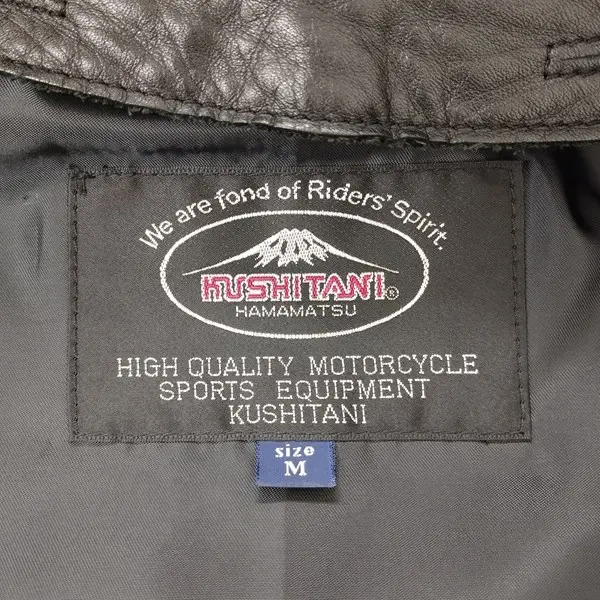 We are fond of Riders' Spirit.
KUSHITANI®
HAMAMATSU
HIGH QUALITY MOTORCYCLE
SPORTS EQUIPMENT
KUSHITANI
size
M